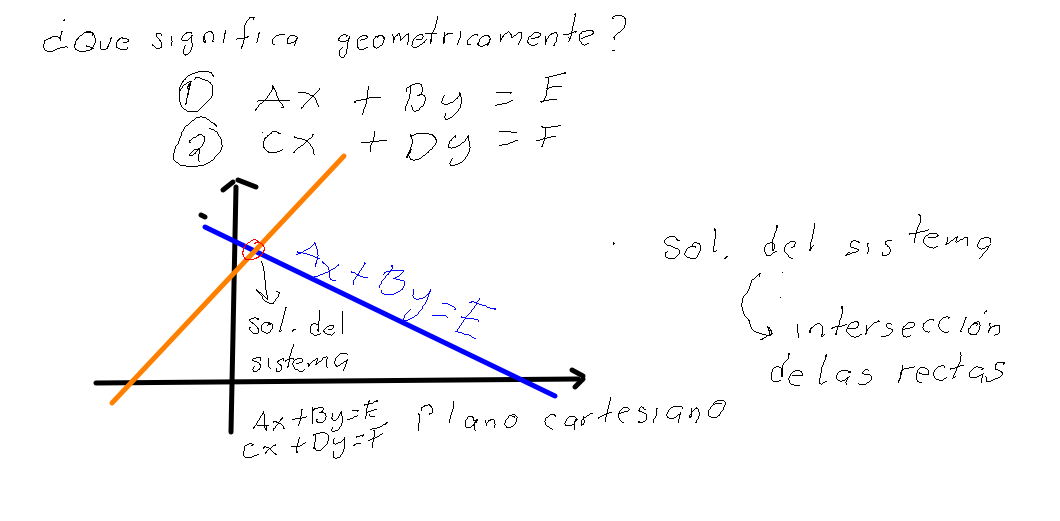 ¿Que significa geometricamente?
① Ax + By = E
② Cx + Dy = F
Ax + By = E
sol. del
sistema
sol. del sistema
intersección
de las rectas
Ax + By = E
Cx + Dy = F
Plano cartesiano